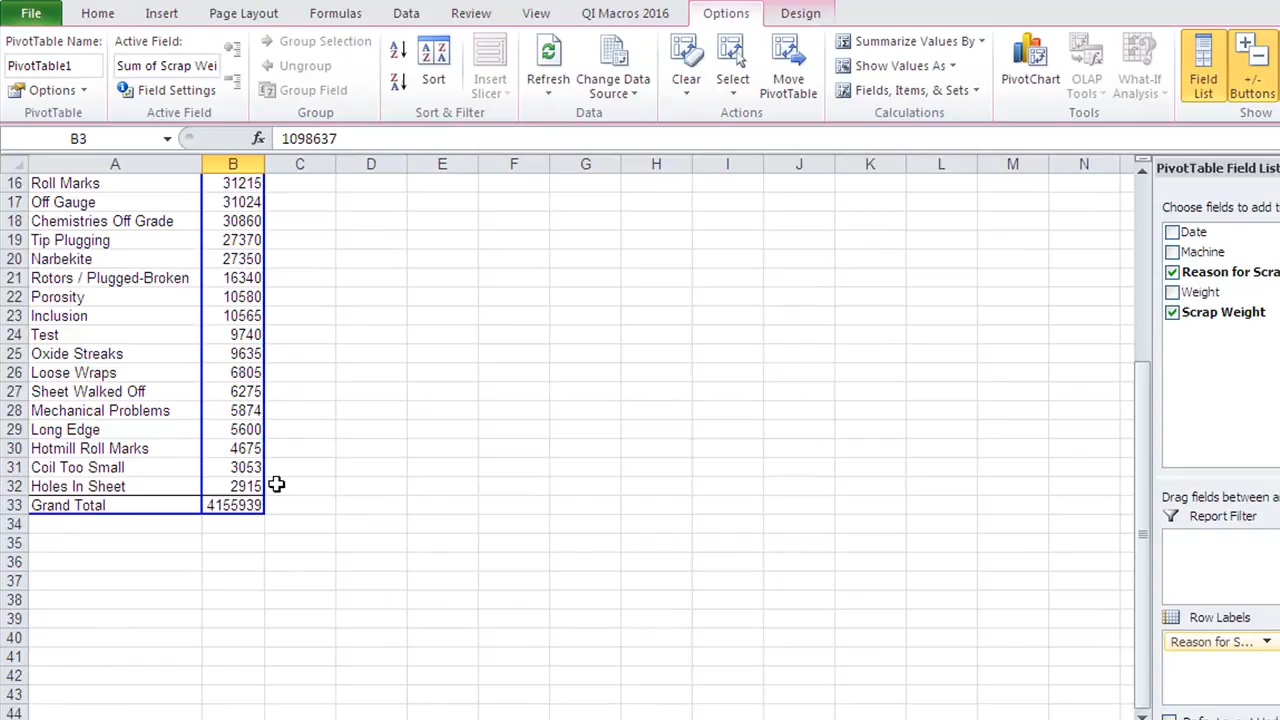 File Home Insert Page Layout Formulas Data Review View QI Macros 2016 Options Design
PivotTable Name: Active Field:
PivotTable1 Sum of Scrap Wei
Options Field Settings
PivotTable Active Field
Group Selection
Ungroup
Group Field
Group
A Z
Z A
A Z Z A
Sort
Insert Slicer
Sort & Filter
Refresh
Change Data Source
Data
Clear
Select
Move PivotTable
Actions
Summarize Values By
Show Values As
Fields, Items, & Sets
Calculations
PivotChart
OLAP Tools
What-If Analysis
Tools
Field List
+/- Buttons
Show
B3 fx 1098637
A B C D E F G H I J K L M N
16 Roll Marks 31215
17 Off Gauge 31024
18 Chemistries Off Grade 30860
19 Tip Plugging 27370
20 Narbekite 27350
21 Rotors / Plugged-Broken 16340
22 Porosity 10580
23 Inclusion 10565
24 Test 9740
25 Oxide Streaks 9635
26 Loose Wraps 6805
27 Sheet Walked Off 6275
28 Mechanical Problems 5874
29 Long Edge 5600
30 Hotmill Roll Marks 4675
31 Coil Too Small 3053
32 Holes In Sheet 2915
33 Grand Total 4155939
34
35
36
37
38
39
40
41
42
43
44
PivotTable Field List
Choose fields to add t
Date
Machine
Reason for Scra
Weight
Scrap Weight
Drag fields between a
Report Filter
Row Labels
Reason for S...